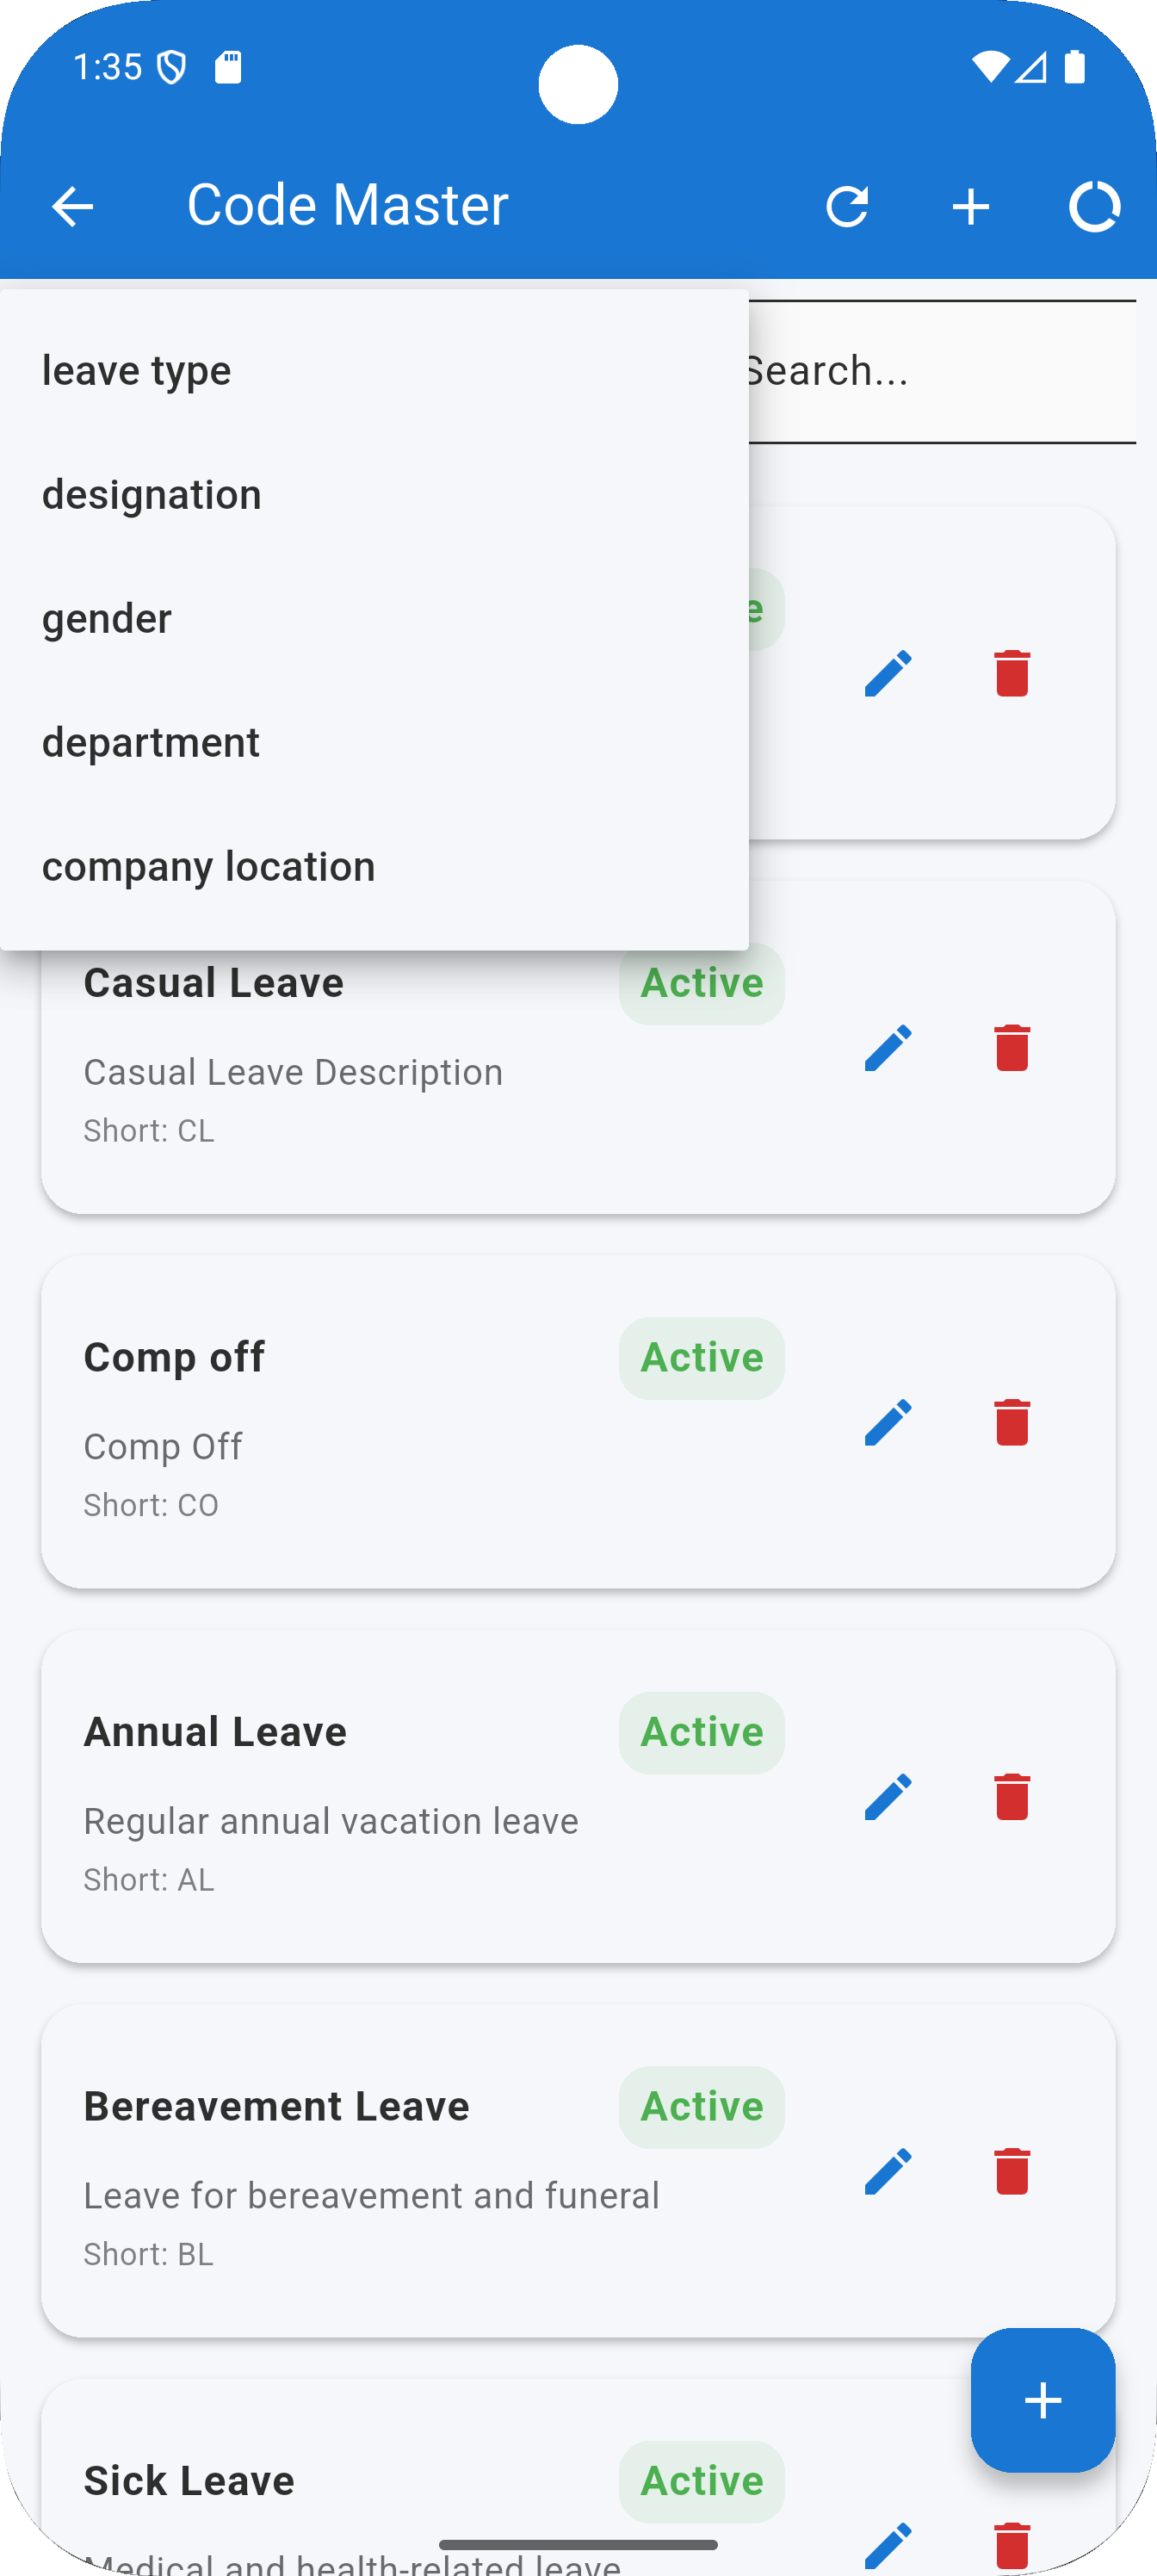 1:35
Code Master
leave type
Search...
designation
gender
department
company location
Casual Leave
Active
Casual Leave Description
Short: CL
Comp off
Active
Comp Off
Short: CO
Annual Leave
Active
Regular annual vacation leave
Short: AL
Bereavement Leave
Active
Leave for bereavement and funeral
Short: BL
Sick Leave
Active
Medical and health-related leave